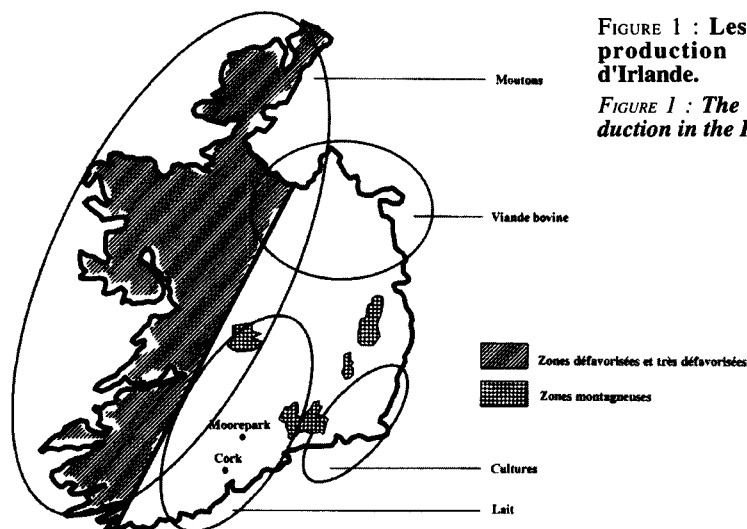 FIGURE 1 : Les
production
d'Irlande.
FIGURE 1 : The
duction in the
Moutons
Viande bovine
Zones défavorisées et très défavorisées
Zones montagneuses
Moorepark
Cork
Cultures
Lait